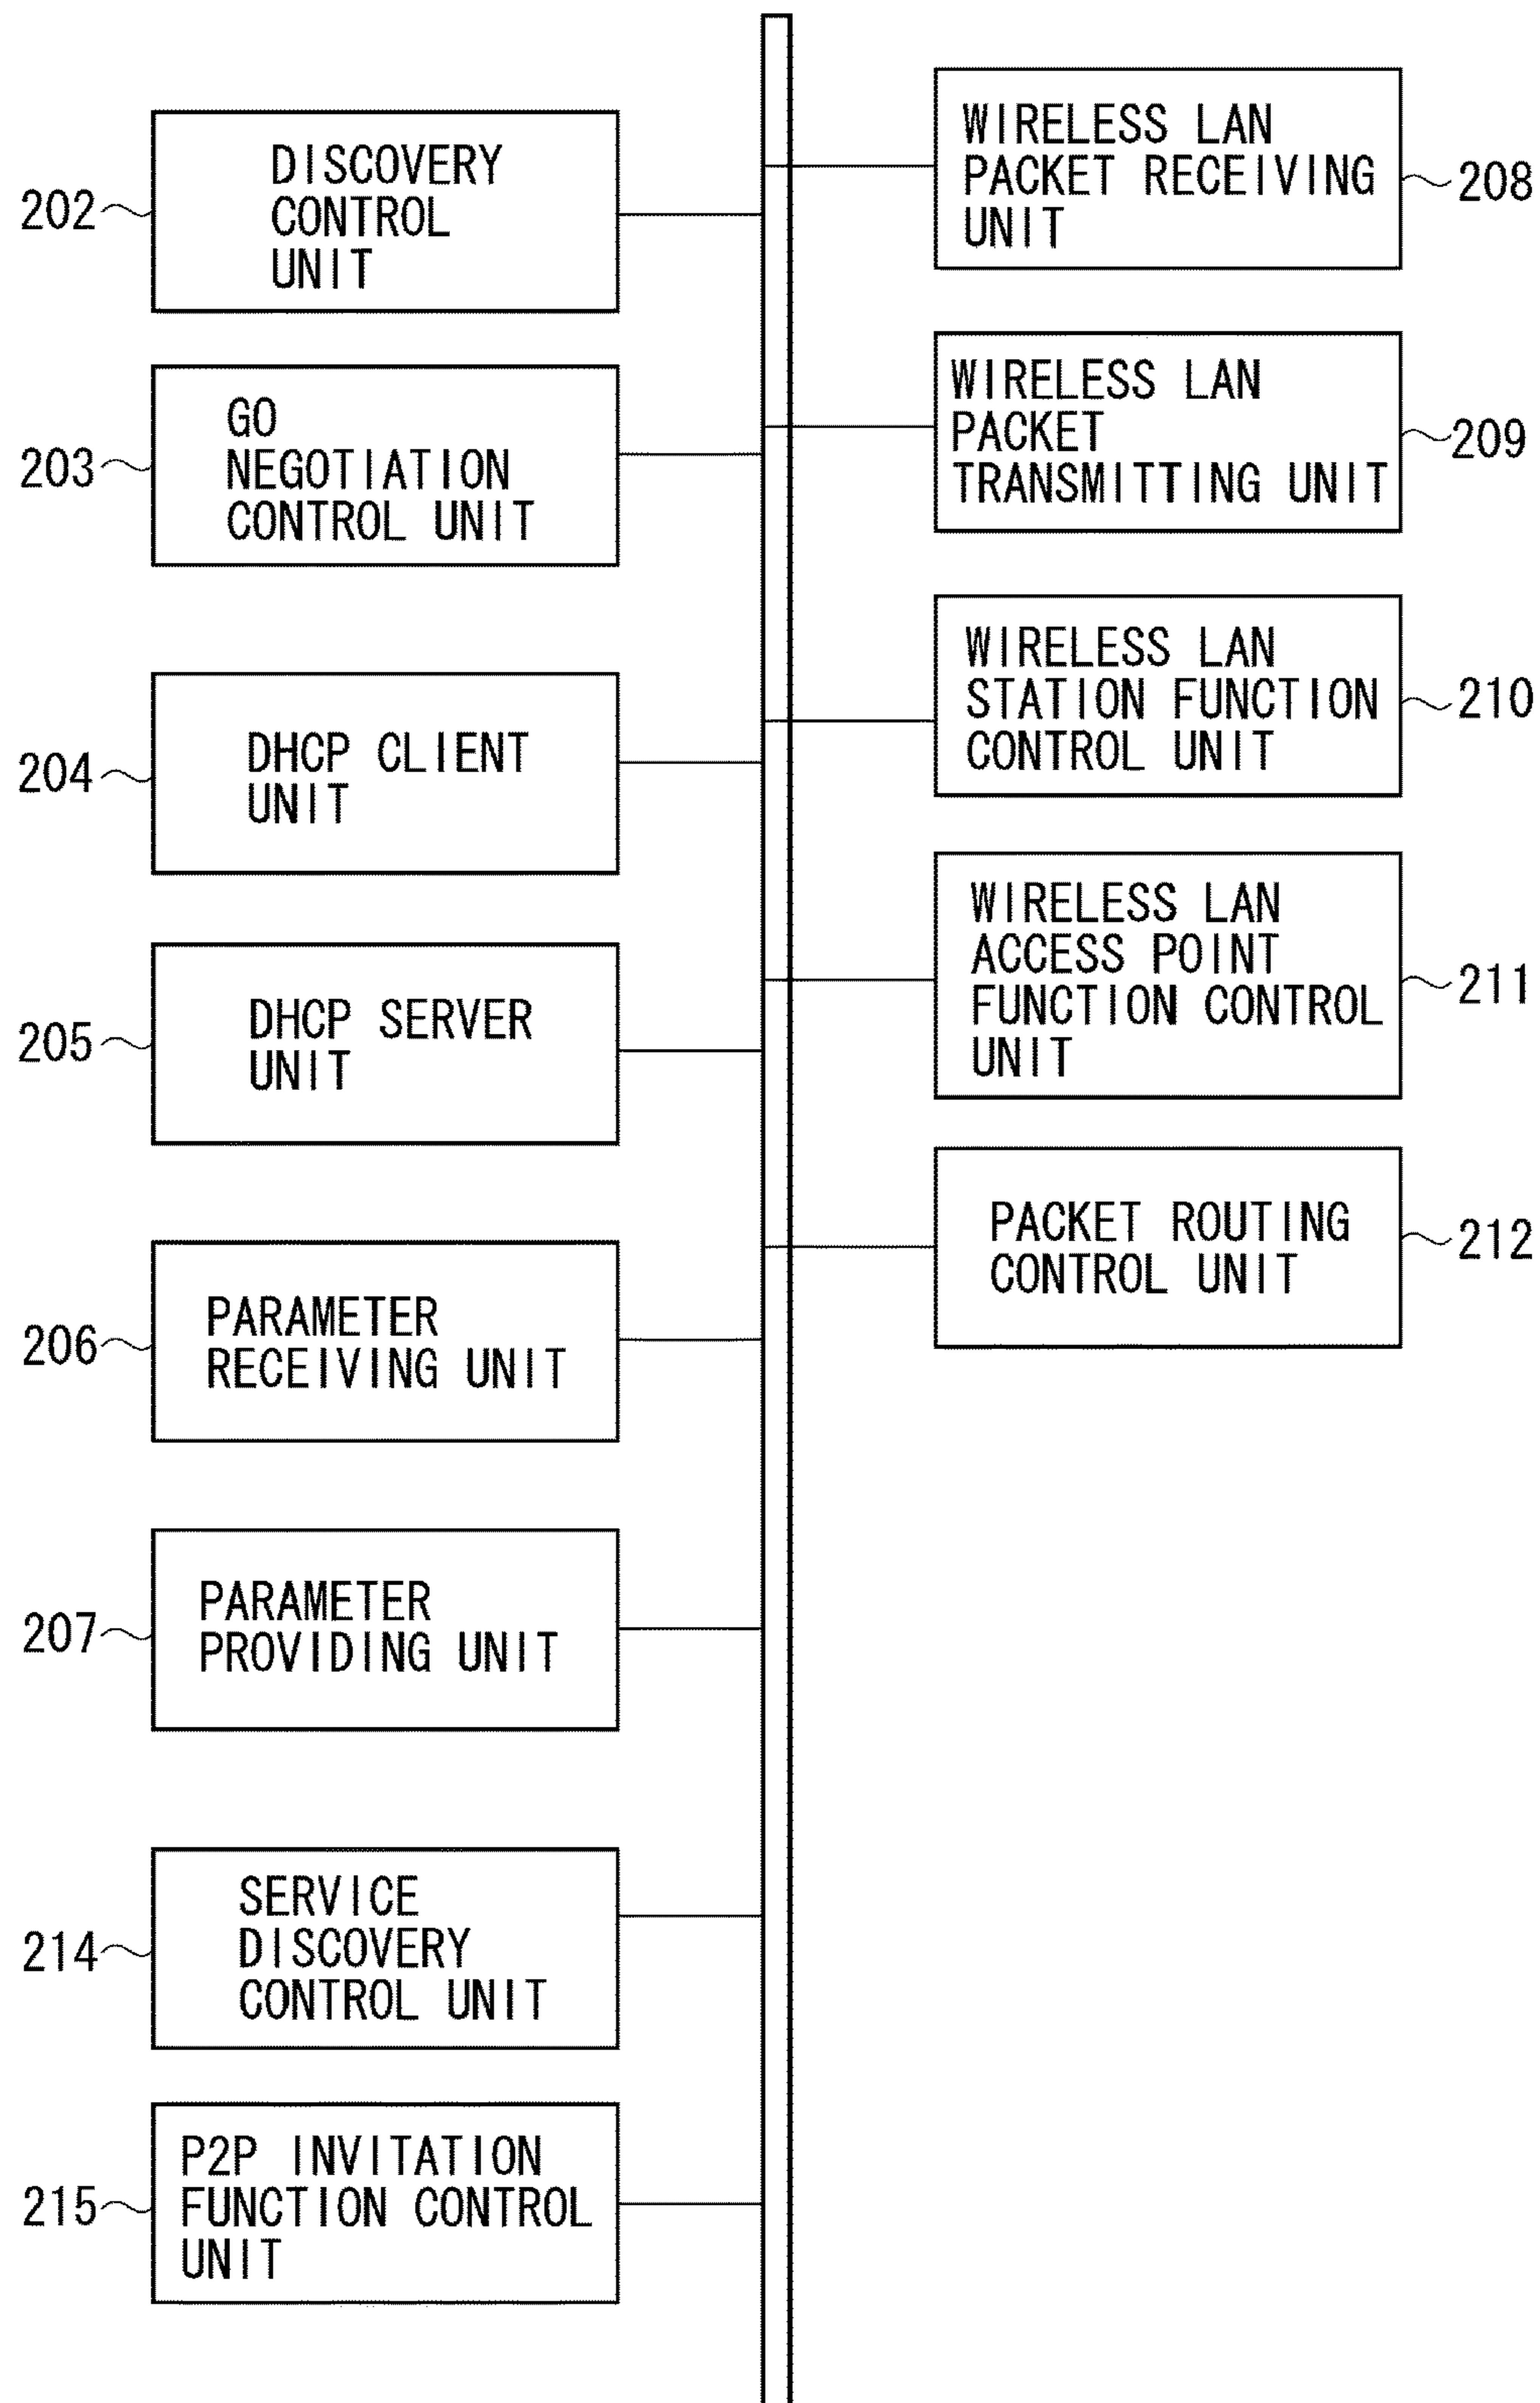 202
DISCOVERY
CONTROL
UNIT
203
GO
NEGOTIATION
CONTROL UNIT
204
DHCP CLIENT
UNIT
205
DHCP SERVER
UNIT
206
PARAMETER
RECEIVING UNIT
207
PARAMETER
PROVIDING UNIT
214
SERVICE
DISCOVERY
CONTROL UNIT
215
P2P INVITATION
FUNCTION CONTROL
UNIT
WIRELESS LAN
PACKET RECEIVING
UNIT
208
WIRELESS LAN
PACKET
TRANSMITTING UNIT
209
WIRELESS LAN
STATION FUNCTION
CONTROL UNIT
210
WIRELESS LAN
ACCESS POINT
FUNCTION CONTROL
UNIT
211
PACKET ROUTING
CONTROL UNIT
212